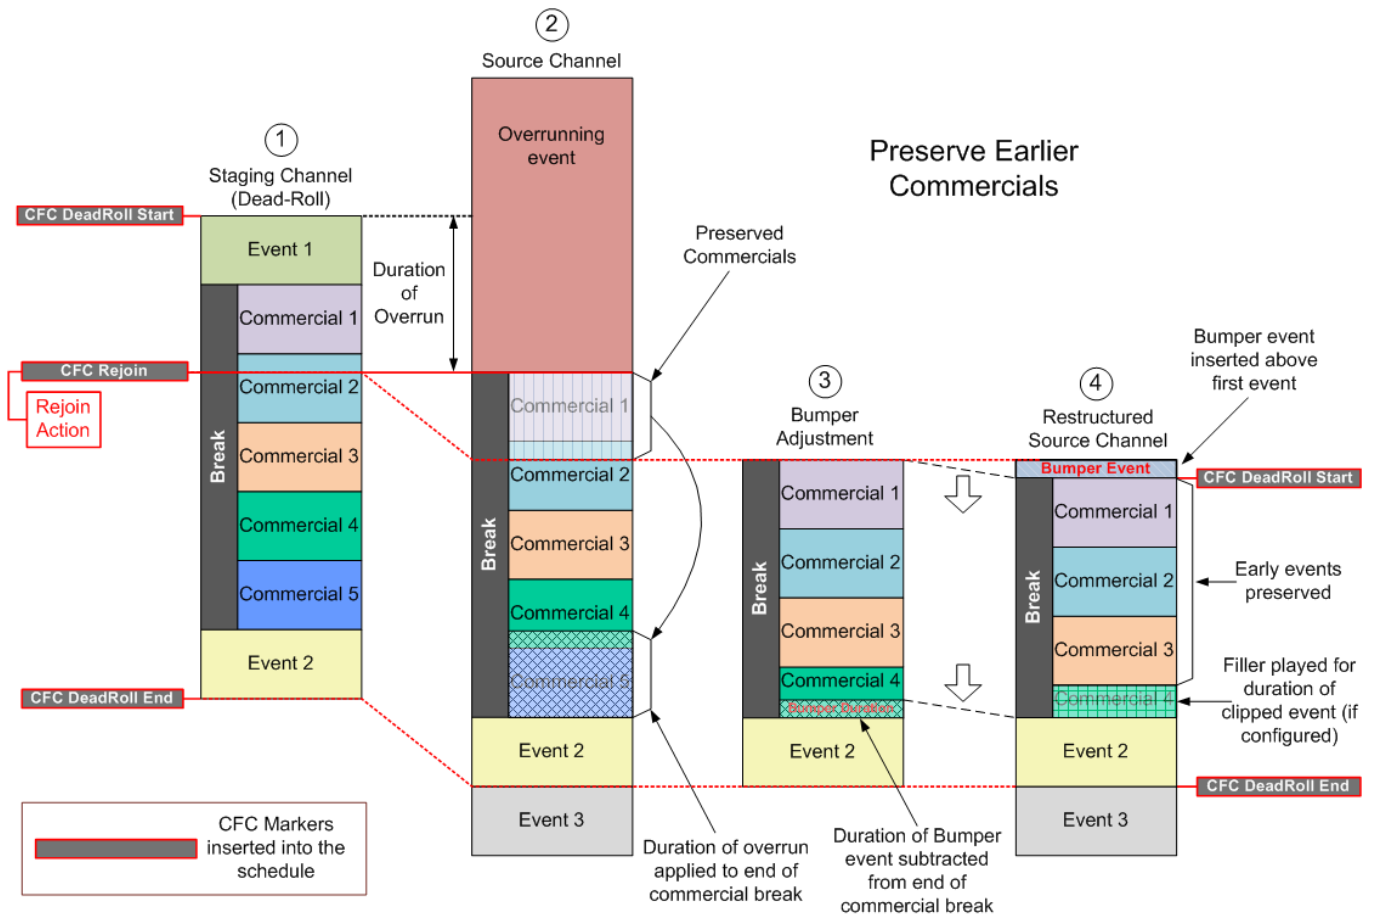 1
Staging Channel
(Dead-Roll)
CFC DeadRoll Start
Event 1
Break
Commercial 1
Commercial 2
Commercial 3
Commercial 4
Commercial 5
Event 2
CFC Rejoin
Rejoin
Action
CFC DeadRoll End
Duration
of
Overrun
2
Source Channel
Overrunning
event
Break
Commercial 1
Commercial 2
Commercial 3
Commercial 4
Commercial 5
Event 2
Event 3
Preserve Earlier
Commercials
Preserved
Commercials
Duration of overrun
applied to end of
commercial break
3
Bumper
Adjustment
Break
Commercial 1
Commercial 2
Commercial 3
Commercial 4
Bumper Duration
Event 2
Duration of Bumper
event subtracted
from end of
commercial break
4
Restructured
Source Channel
Bumper Event
Break
Commercial 1
Commercial 2
Commercial 3
Commercial 4
Event 2
Event 3
Bumper event
inserted above
first event
CFC DeadRoll Start
Early events
preserved
Filler played for
duration of
clipped event (if
configured)
CFC DeadRoll End
CFC Markers
inserted into the
schedule